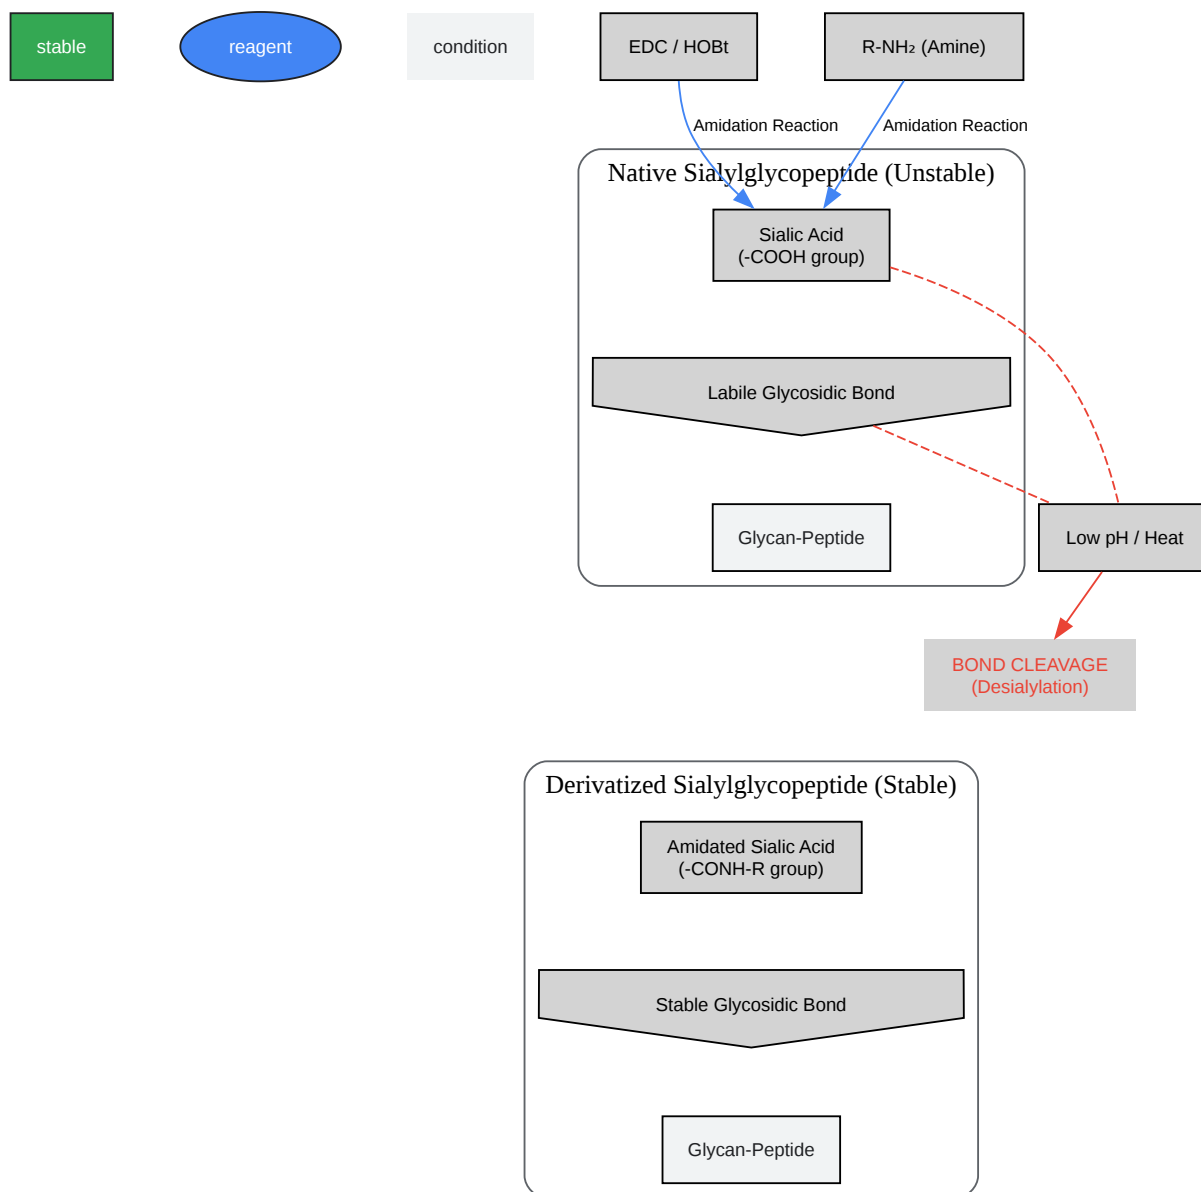 stable
reagent
condition
EDC / HOBt
R-NH₂ (Amine)
Amidation Reaction
Amidation Reaction
Native Sialylglycopeptide (Unstable)
Sialic Acid
(-COOH group)
Labile Glycosidic Bond
Glycan-Peptide
Low pH / Heat
BOND CLEAVAGE
(Desialylation)
Derivatized Sialylglycopeptide (Stable)
Amidated Sialic Acid
(-CONH-R group)
Stable Glycosidic Bond
Glycan-Peptide